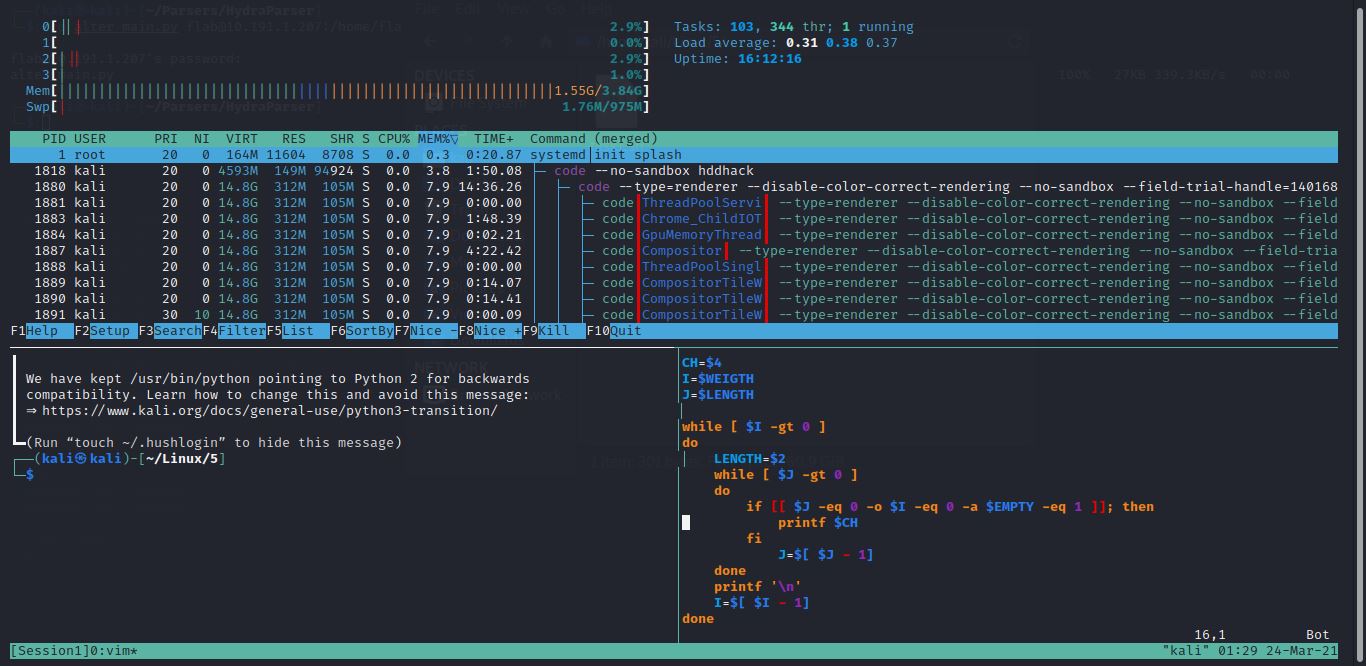 0[|| | 2.9%] Tasks: 103, 344 thr; 1 running
1[ 0.0%] Load average: 0.31 0.38 0.37
2[||| 2.9%] Uptime: 16:12:16
3[| 1.0%]
Mem[ 1.55G/3.84G]
Swp[ 1.76M/975M]
PID USER PRI NI VIRT RES SHR S CPU% MEM%▽ TIME+ Command (merged)
1 root 20 0 164M 11604 8708 S 0.0 0.3 0:20.87 systemd│init splash
1818 kali 20 0 4593M 149M 94924 S 0.0 3.8 1:50.08 ├─ code --no-sandbox hddhack
1880 kali 20 0 14.8G 312M 105M S 0.0 7.9 14:36.26 │ ├─ code --type=renderer --disable-color-correct-rendering --no-sandbox --field-trial-handle=140168
1881 kali 20 0 14.8G 312M 105M S 0.0 7.9 0:00.00 │ │ ├─ code│ThreadPoolServi│ --type=renderer --disable-color-correct-rendering --no-sandbox --field
1883 kali 20 0 14.8G 312M 105M S 0.0 7.9 1:48.39 │ │ ├─ code│Chrome_ChildIOT│ --type=renderer --disable-color-correct-rendering --no-sandbox --field
1884 kali 20 0 14.8G 312M 105M S 0.0 7.9 0:02.21 │ │ ├─ code│GpuMemoryThread│ --type=renderer --disable-color-correct-rendering --no-sandbox --field
1887 kali 20 0 14.8G 312M 105M S 0.0 7.9 4:22.42 │ │ ├─ code│Compositor│ --type=renderer --disable-color-correct-rendering --no-sandbox --field-tria
1888 kali 20 0 14.8G 312M 105M S 0.0 7.9 0:00.00 │ │ ├─ code│ThreadPoolSingl│ --type=renderer --disable-color-correct-rendering --no-sandbox --field
1889 kali 20 0 14.8G 312M 105M S 0.0 7.9 0:14.07 │ │ ├─ code│CompositorTileW│ --type=renderer --disable-color-correct-rendering --no-sandbox --field
1890 kali 20 0 14.8G 312M 105M S 0.0 7.9 0:14.41 │ │ ├─ code│CompositorTileW│ --type=renderer --disable-color-correct-rendering --no-sandbox --field
1891 kali 30 10 14.8G 312M 105M S 0.0 7.9 0:00.09 │ │ ├─ code│CompositorTileW│ --type=renderer --disable-color-correct-rendering --no-sandbox --field
F1Help F2Setup F3SearchF4FilterF5List F6SortByF7Nice -F8Nice +F9Kill F10Quit
We have kept /usr/bin/python pointing to Python 2 for backwards
compatibility. Learn how to change this and avoid this message:
⇒ https://www.kali.org/docs/general-use/python3-transition/
(Run “touch ~/.hushlogin” to hide this message)
(kali㉿kali)-[~/Linux/5]
$
CH=$4
I=$WEIGTH
J=$LENGTH
while [ $I -gt 0 ]
do
LENGTH=$2
while [ $J -gt 0 ]
do
if [[ $J -eq 0 -o $I -eq 0 -a $EMPTY -eq 1 ]]; then
printf $CH
fi
J=$[ $J - 1]
done
printf '\n'
I=$[ $I - 1]
done
16,1 Bot
[Session1]0:vim* "kali" 01:29 24-Mar-21